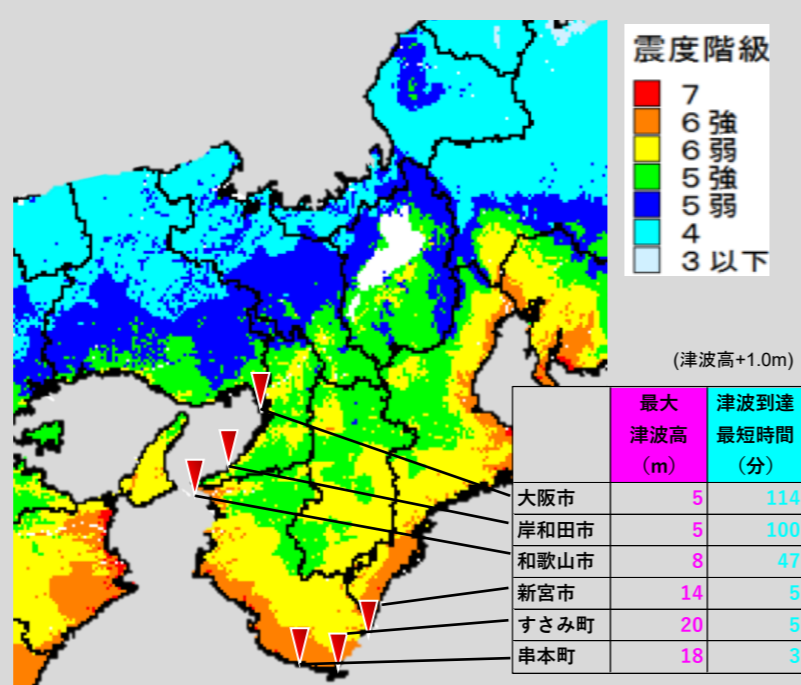 震度階級
7
6強
6弱
5強
5弱
4
3以下
(津波高+1.0m)
最大 津波高 (m) 津波到達 最短時間 (分)
大阪市 5 114
岸和田市 5 100
和歌山市 8 47
新宮市 14 5
すさみ町 20 5
串本町 18 3